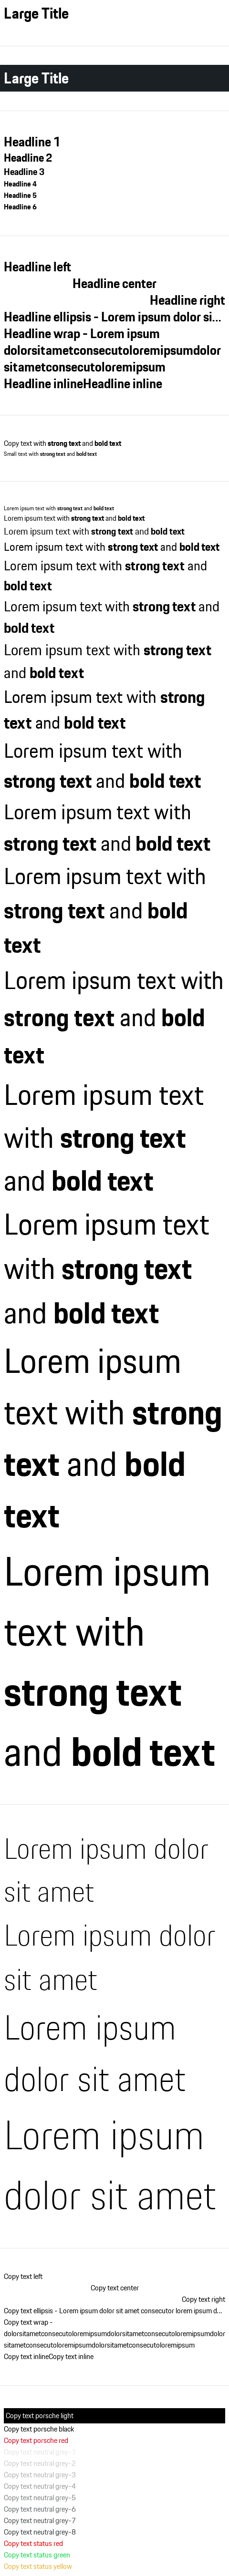 Large Title
Large Title
Headline 1
Headline 2
Headline 3
Headline 4
Headline 5
Headline 6
Headline left
Headline center
Headline right
Headline ellipsis - Lorem ipsum dolor si...
Headline wrap - Lorem ipsum
dolorsitametconsecutoloremipsumdolor
sitametconsecutoloremipsum
Headline inlineHeadline inline
Copy text with strong text and bold text
Small text with strong text and bold text
Lorem ipsum text with strong text and bold text
Lorem ipsum text with strong text and bold text
Lorem ipsum text with strong text and bold text
Lorem ipsum text with strong text and bold text
Lorem ipsum text with strong text and
bold text
Lorem ipsum text with strong text and
bold text
Lorem ipsum text with strong text
and bold text
Lorem ipsum text with strong
text and bold text
Lorem ipsum text with
strong text and bold text
Lorem ipsum text with
strong text and bold text
Lorem ipsum text with
strong text and bold
text
Lorem ipsum text with
strong text and bold
text
Lorem ipsum text
with strong text
and bold text
Lorem ipsum text
with strong text
and bold text
Lorem ipsum
text with strong
text and bold
text
Lorem ipsum
text with
strong text
and bold text
Lorem ipsum dolor
sit amet
Lorem ipsum dolor
sit amet
Lorem ipsum
dolor sit amet
Lorem ipsum
dolor sit amet
Copy text left
Copy text center
Copy text right
Copy text ellipsis - Lorem ipsum dolor sit amet consecutor lorem ipsum d...
Copy text wrap -
dolorsitametconsecutoloremipsumdolorsitametconsecutoloremipsumdolor
sitametconsecutoloremipsumdolorsitametconsecutoloremipsum
Copy text inlineCopy text inline
Copy text porsche light
Copy text porsche black
Copy text porsche red
Copy text neutral grey-1
Copy text neutral grey-2
Copy text neutral grey-3
Copy text neutral grey-4
Copy text neutral grey-5
Copy text neutral grey-6
Copy text neutral grey-7
Copy text neutral grey-8
Copy text status red
Copy text status green
Copy text status yellow